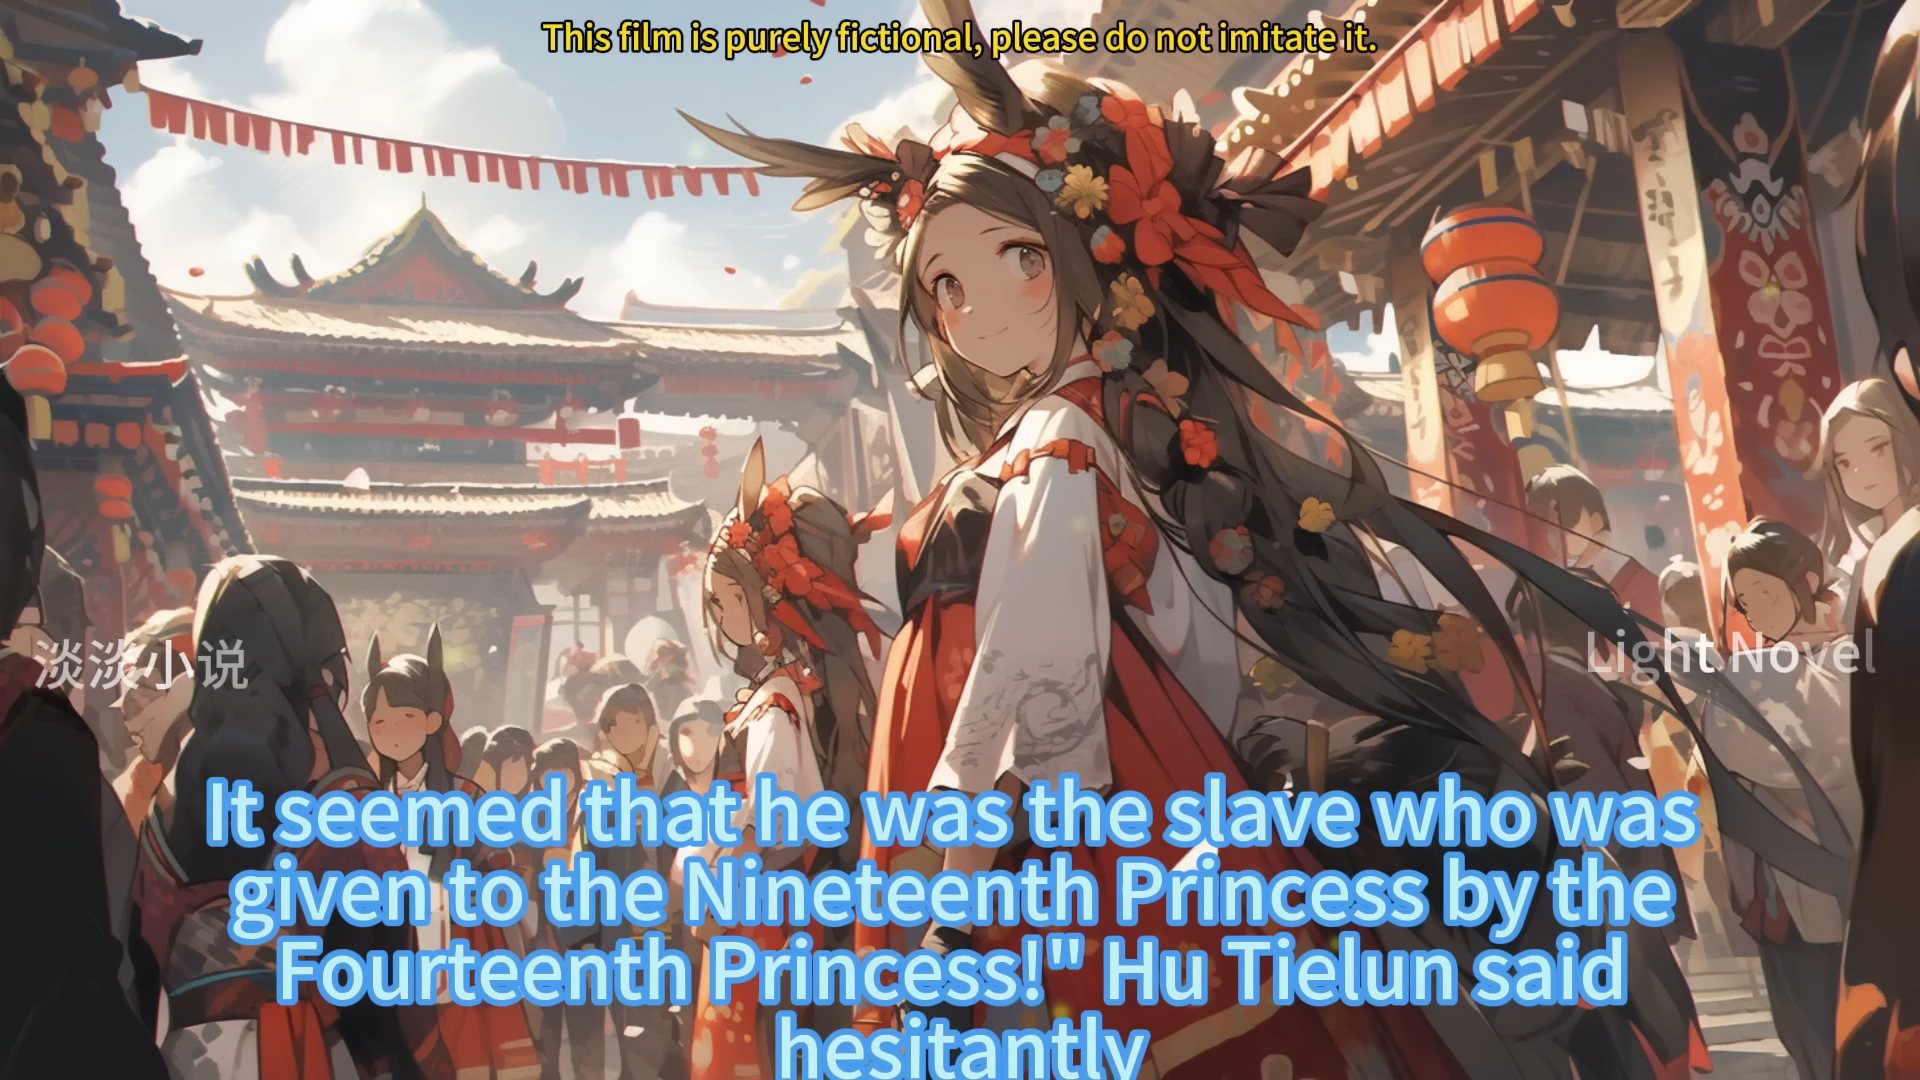 This film is purely fictional, please do not imitate it.
淡淡小说
Light Novel
It seemed that he was the slave who was
given to the Nineteenth Princess by the
Fourteenth Princess!" Hu Tielun said
hesitantly